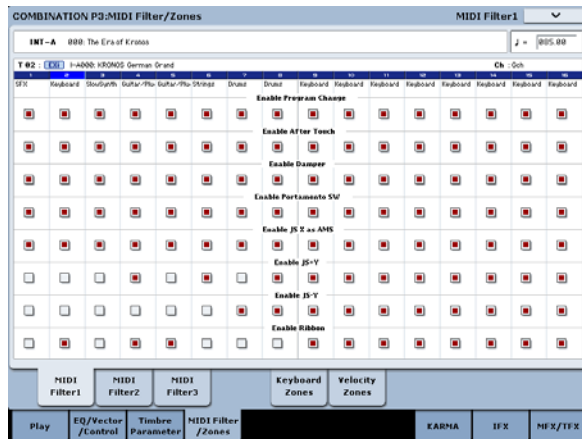 COMBINATION P3:MIDI Filter/Zones MIDI Filter1
INT-A 000: The Era of Kronos ♩ = 085.00
T 02 : I-A000: KRONOS German Grand Ch : Gch
1 2 3 4 5 6 7 8 9 10 11 12 13 14 15 16
SFX Keyboard SlowSynth Guitar/Plu Guitar/Plu Strings Drums Drums Keyboard Keyboard Keyboard Keyboard Keyboard Keyboard Keyboard Keyboard
Enable Program Change
Enable After Touch
Enable Damper
Enable Portamento SW
Enable JS X as AMS
Enable JS+Y
Enable JS-Y
Enable Ribbon
MIDI Filter1 MIDI Filter2 MIDI Filter3 Keyboard Zones Velocity Zones
Play EQ/Vector /Control Timbre Parameter MIDI Filter /Zones KARMA IFX MFX/TFX